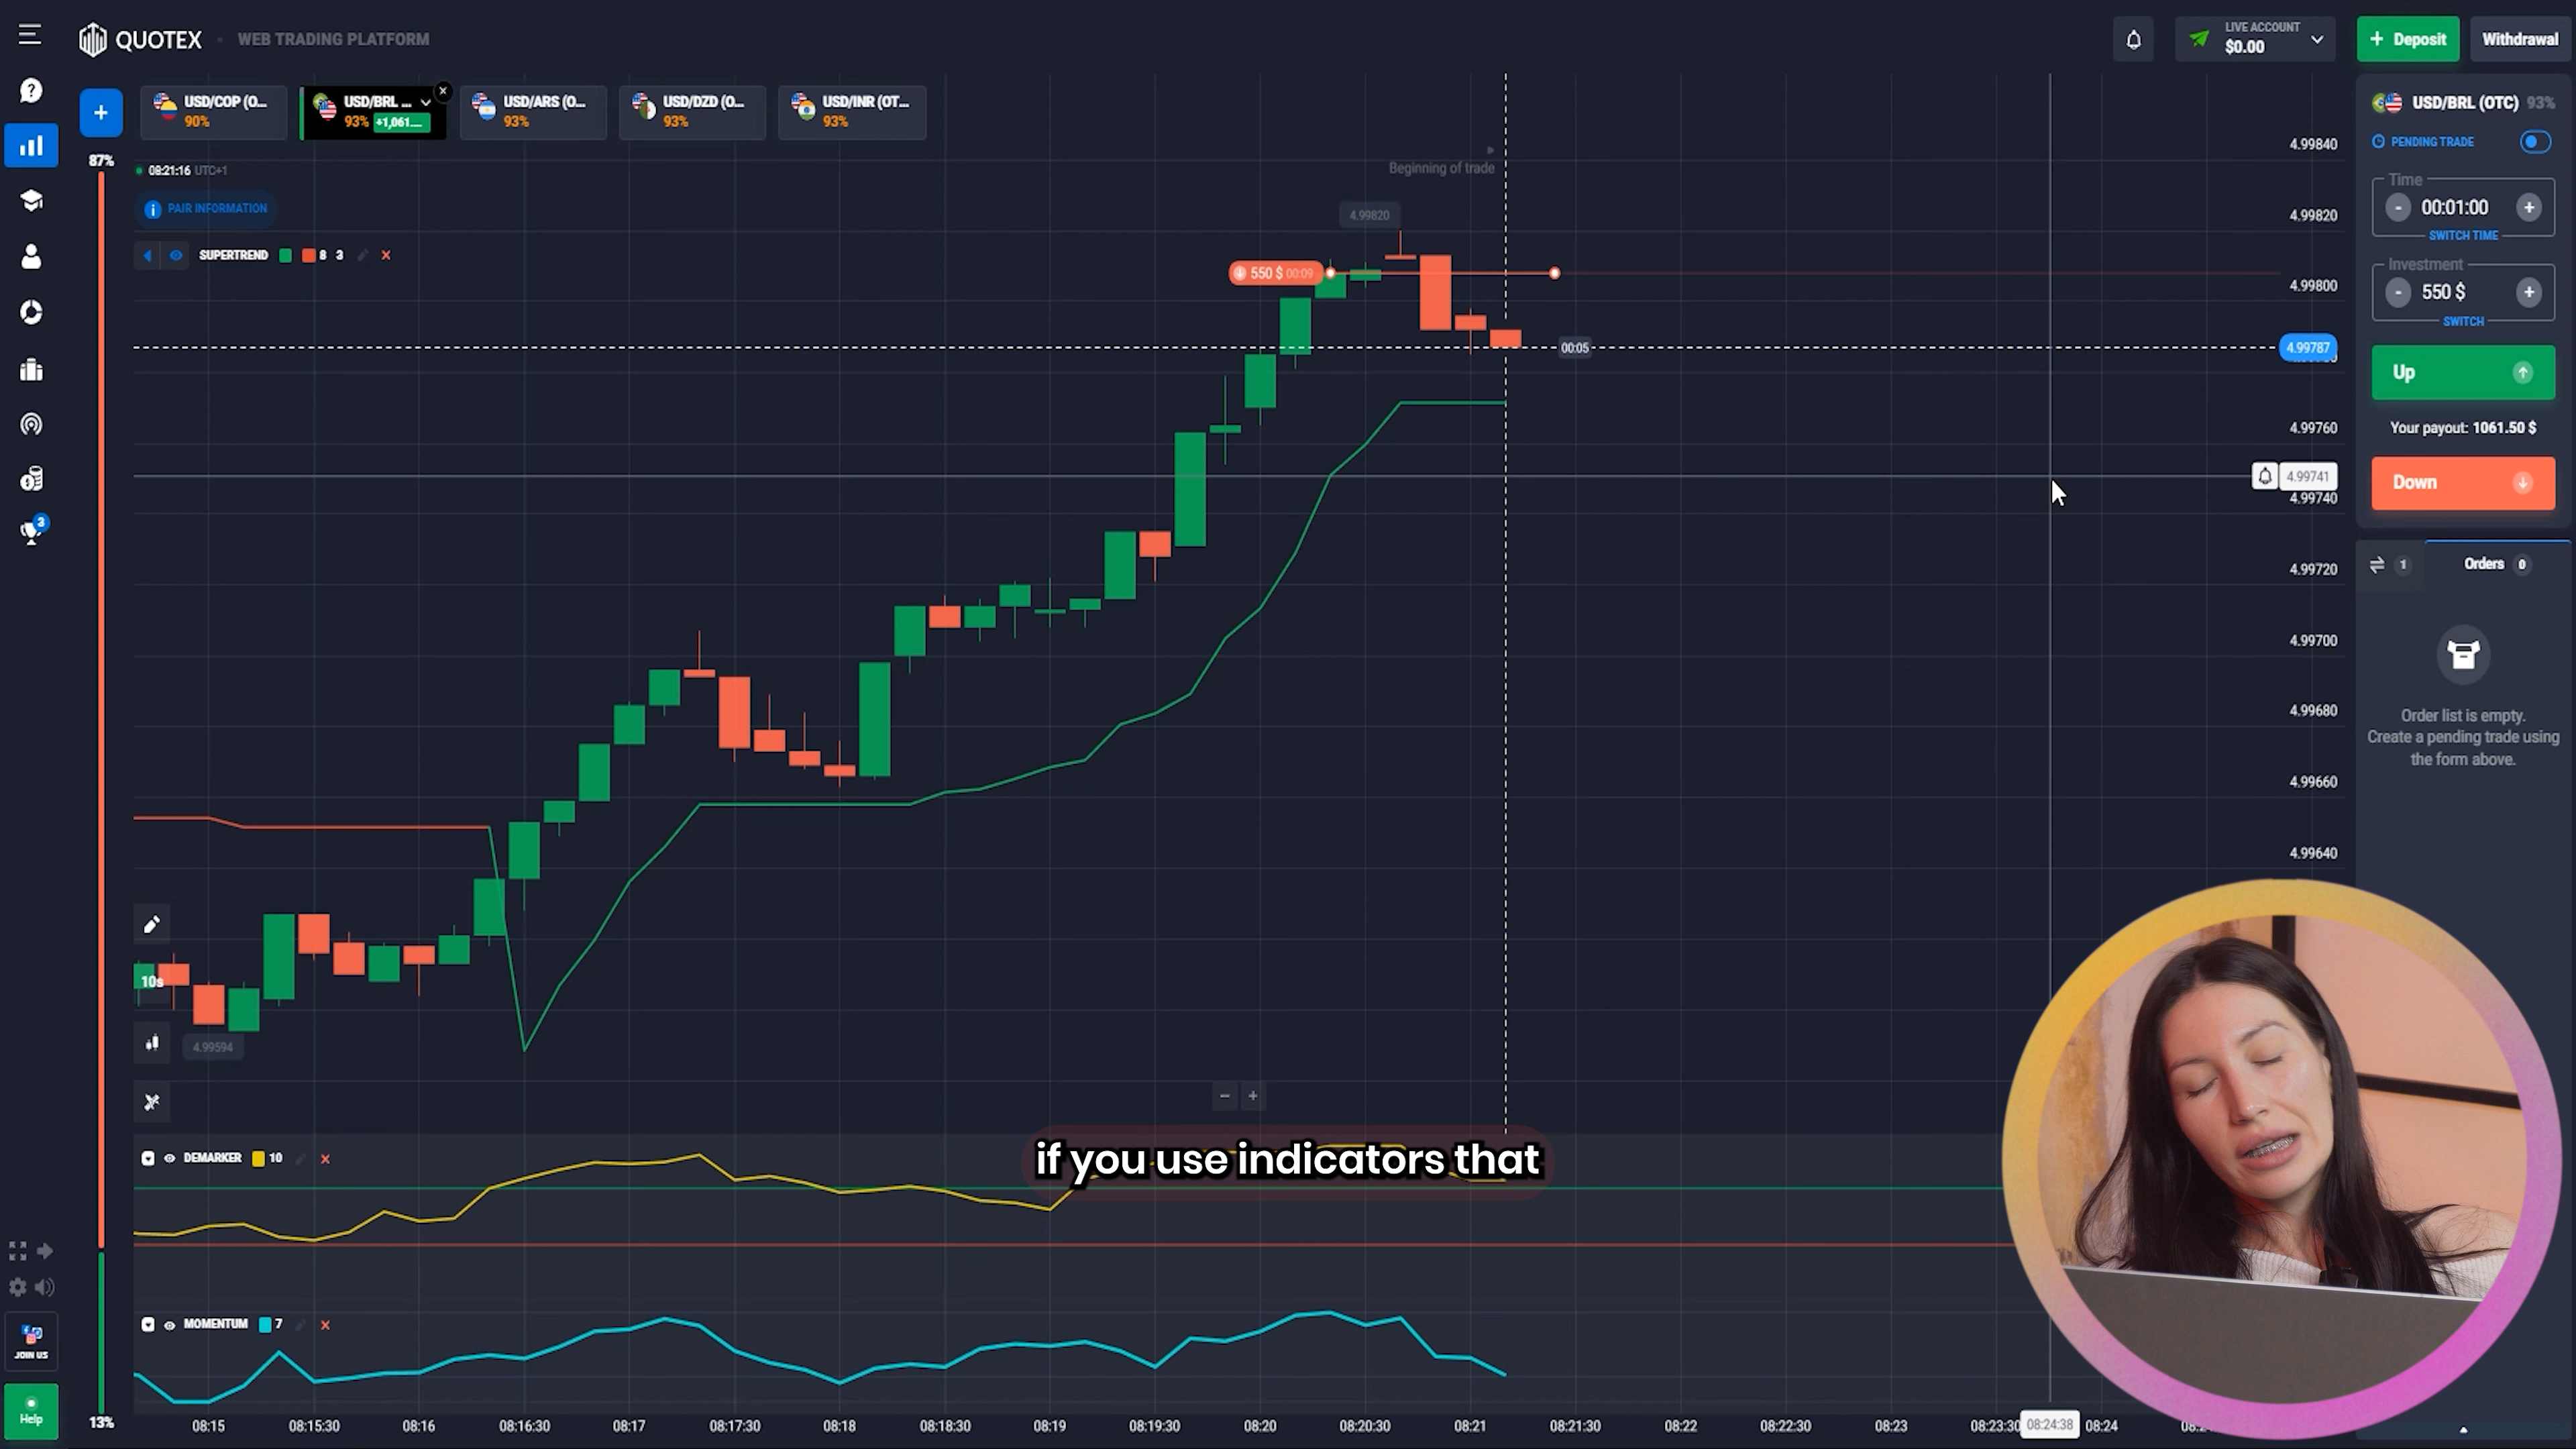 QUOTEX
WEB TRADING PLATFORM
LIVE ACCOUNT
$0.00
+ Deposit
Withdrawal
+
USD/COP (O...
90%
USD/BRL ...
93% +1,061....
USD/ARS (O...
93%
USD/DZD (O...
93%
USD/INR (OT...
93%
87%
08:21:16 UTC+1
PAIR INFORMATION
SUPERTREND 8 3
Beginning of trade
4.99820
550 $ 00:09
00:05
4.99840
4.99820
4.99800
4.99787
4.99760
4.99741
4.99740
4.99720
4.99700
4.99680
4.99660
4.99640
USD/BRL (OTC) 93%
PENDING TRADE
Time
- 00:01:00 +
SWITCH TIME
Investment
- 550 $ +
SWITCH
Up
Your payout: 1061.50 $
Down
1
Orders 0
Order list is empty.
Create a pending trade using
the form above.
3
10s
4.99594
- +
if you use indicators that
DEMARKER 10
MOMENTUM 7
JOIN US
Help
13%
08:15
08:15:30
08:16
08:16:30
08:17
08:17:30
08:18
08:18:30
08:19
08:19:30
08:20
08:20:30
08:21
08:21:30
08:22
08:22:30
08:23
08:23:30
08:24:38
08:24